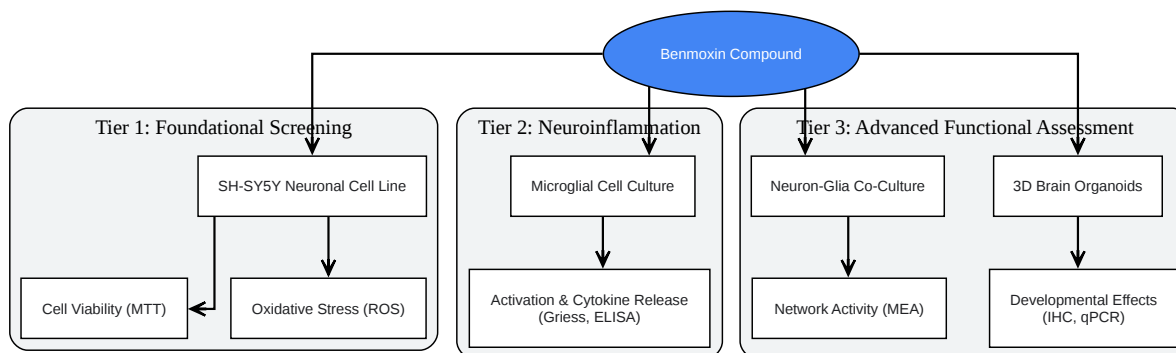 Benmoxin Compound
Tier 1: Foundational Screening
Tier 2: Neuroinflammation
Tier 3: Advanced Functional Assessment
SH-SY5Y Neuronal Cell Line
Microglial Cell Culture
Neuron-Glia Co-Culture
3D Brain Organoids
Cell Viability (MTT)
Oxidative Stress (ROS)
Activation & Cytokine Release
(Griess, ELISA)
Network Activity (MEA)
Developmental Effects
(IHC, qPCR)